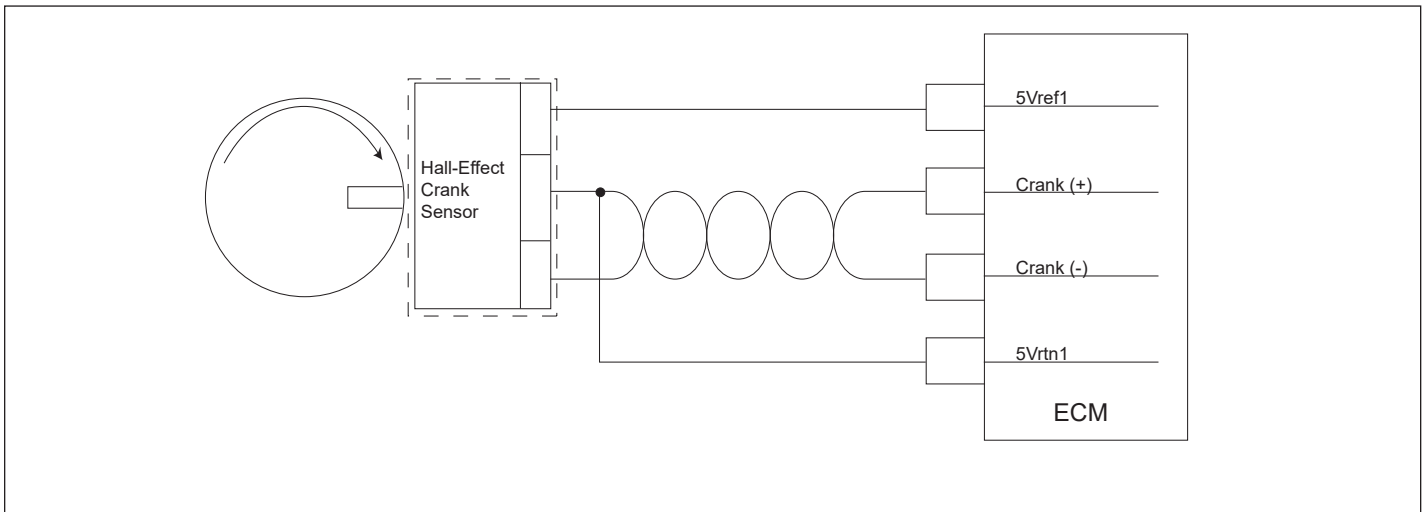 Hall-Effect
Crank
Sensor
5Vref1
Crank (+)
Crank (-)
5Vrtn1
ECM